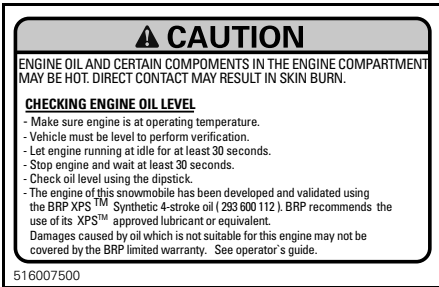 CAUTION
ENGINE OIL AND CERTAIN COMPOMENTS IN THE ENGINE COMPARTMENT
MAY BE HOT. DIRECT CONTACT MAY RESULT IN SKIN BURN.
CHECKING ENGINE OIL LEVEL
- Make sure engine is at operating temperature.
- Vehicle must be level to perform verification.
- Let engine running at idle for at least 30 seconds.
- Stop engine and wait at least 30 seconds.
- Check oil level using the dipstick.
- The engine of this snowmobile has been developed and validated using
the BRP XPS TM Synthetic 4-stroke oil ( 293 600 112 ). BRP recommends the
use of its XPS™ approved lubricant or equivalent.
Damages caused by oil which is not suitable for this engine may not be
covered by the BRP limited warranty. See operator`s guide.
516007500